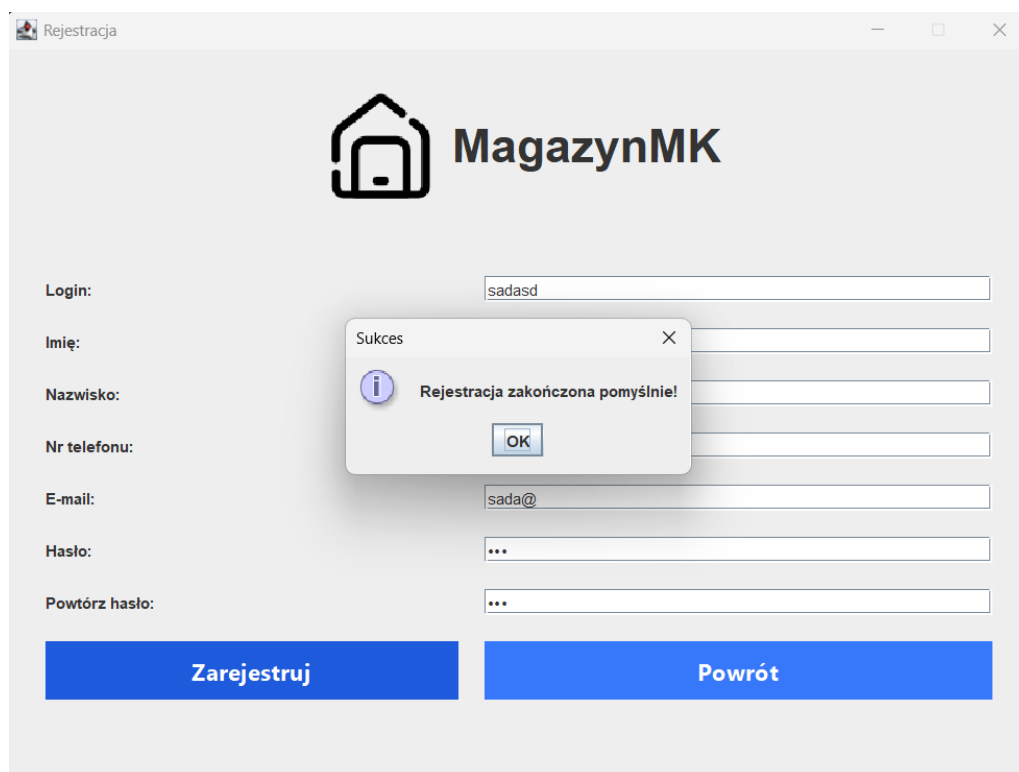 Rejestracja
MagazynMK
Login:
sadasd
Imię:
Nazwisko:
Nr telefonu:
Sukces
Rejestracja zakończona pomyślnie!
OK
E-mail:
sada@
Hasło:
•••
Powtórz hasło:
•••
Zarejestruj
Powrót